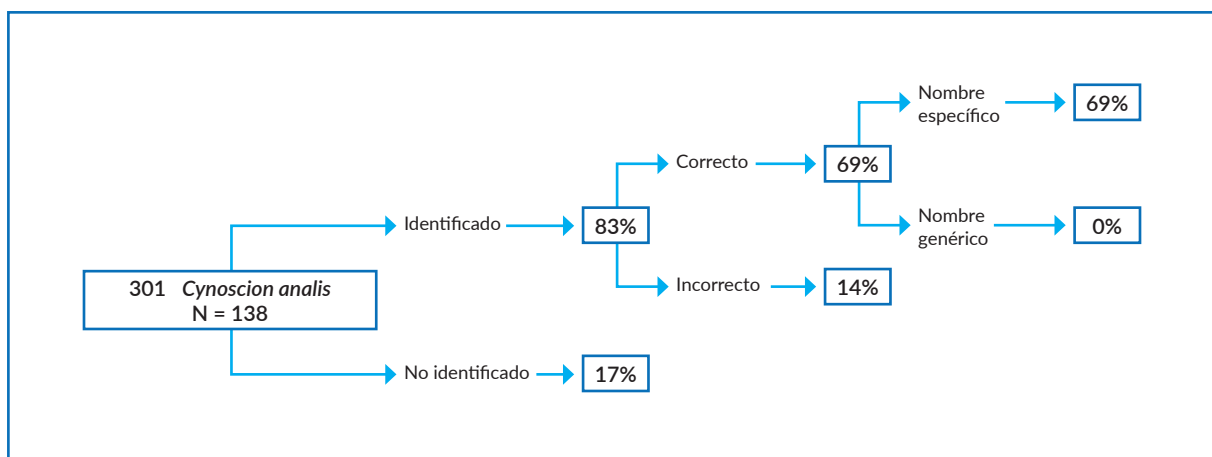 Nombre
específico
69%
Correcto
69%
Identificado
83%
Nombre
genérico
0%
Incorrecto
14%
301 Cynoscion analis
N = 138
No identificado
17%